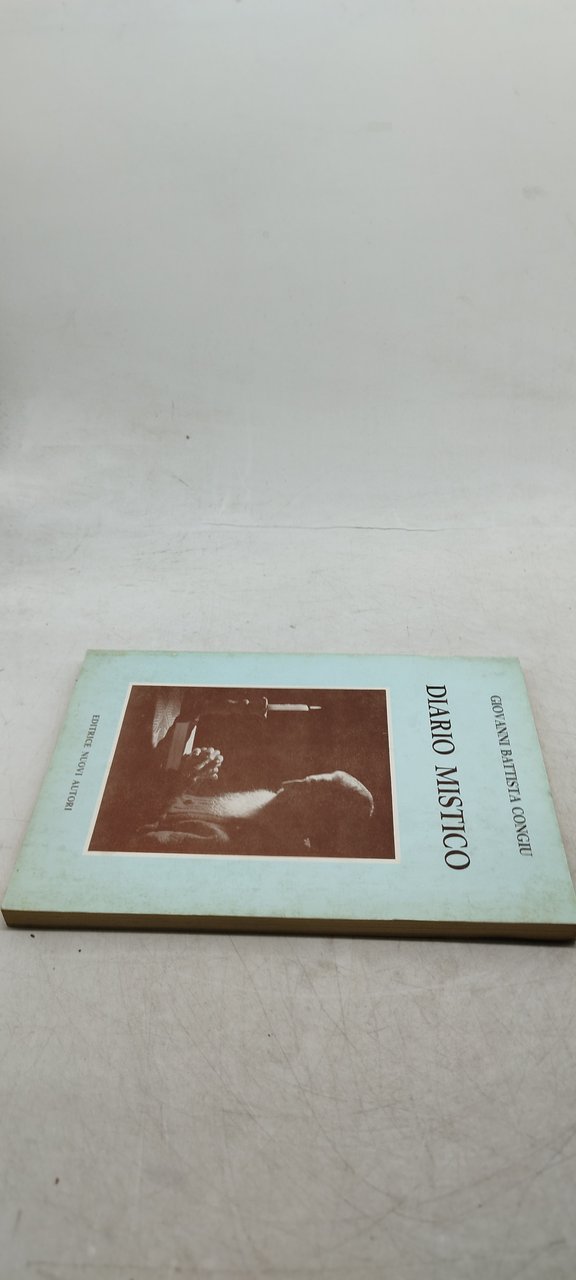 GIOVANNI BATTISTA CONGIU
DIARIO MISTICO
EDITRICE NUOVI AUTORI